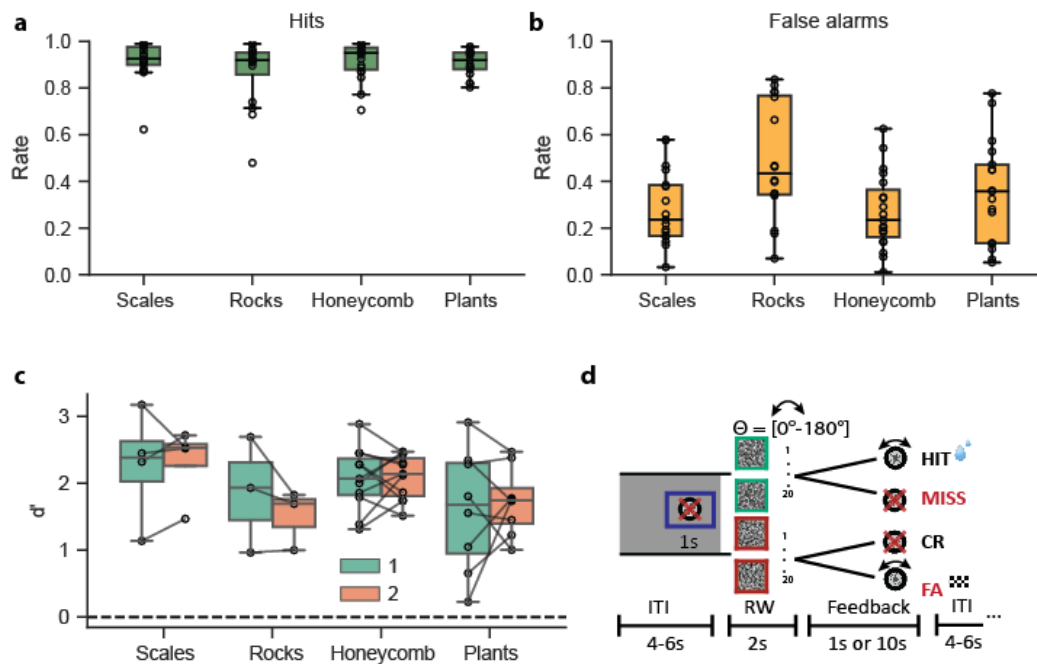 a
Hits
Rate
1.0
0.8
0.6
0.4
0.2
0.0
Scales Rocks Honeycomb Plants
b
False alarms
Rate
1.0
0.8
0.6
0.4
0.2
0.0
Scales Rocks Honeycomb Plants
c
d'
3
2
1
0
1
2
Scales Rocks Honeycomb Plants
d
Θ = [0°-180°]
1
20
1
20
1s
HIT
MISS
CR
FA
ITI RW Feedback ITI ...
4-6s 2s 1s or 10s 4-6s